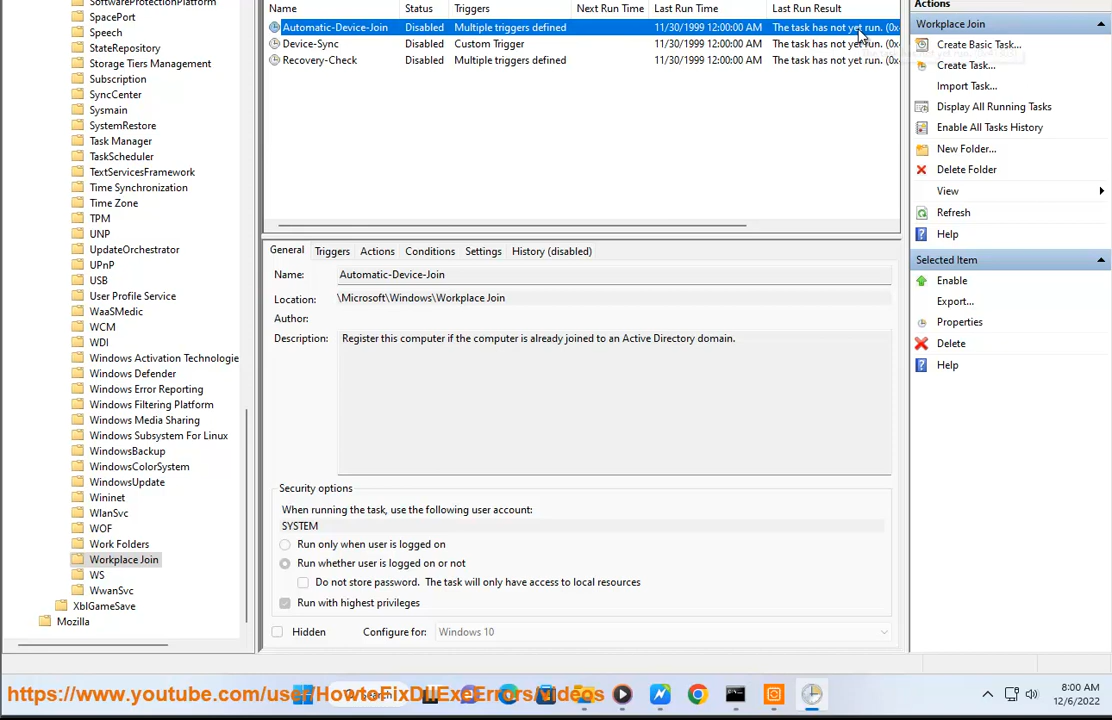 SoftwareProtectionPlatform
SpacePort
Speech
StateRepository
Storage Tiers Management
Subscription
SyncCenter
Sysmain
SystemRestore
Task Manager
TaskScheduler
TextServicesFramework
Time Synchronization
Time Zone
TPM
UNP
UpdateOrchestrator
UPnP
USB
User Profile Service
WaaSMedic
WCM
WDI
Windows Activation Technologie
Windows Defender
Windows Error Reporting
Windows Filtering Platform
Windows Media Sharing
Windows Subsystem For Linux
WindowsBackup
WindowsColorSystem
WindowsUpdate
Wininet
WlanSvc
WOF
Work Folders
Workplace Join
WS
WwanSvc
XblGameSave
Mozilla
Name Status Triggers Next Run Time Last Run Time Last Run Result
Automatic-Device-Join Disabled Multiple triggers defined 11/30/1999 12:00:00 AM The task has not yet run. (0x
Device-Sync Disabled Custom Trigger 11/30/1999 12:00:00 AM The task has not yet run. (0x
Recovery-Check Disabled Multiple triggers defined 11/30/1999 12:00:00 AM The task has not yet run. (0x
General Triggers Actions Conditions Settings History (disabled)
Name: Automatic-Device-Join
Location: \Microsoft\Windows\Workplace Join
Author:
Description: Register this computer if the computer is already joined to an Active Directory domain.
Security options
When running the task, use the following user account:
SYSTEM
Run only when user is logged on
Run whether user is logged on or not
Do not store password. The task will only have access to local resources
Run with highest privileges
Hidden Configure for: Windows 10
Actions
Workplace Join
Create Basic Task...
Create Task...
Import Task...
Display All Running Tasks
Enable All Tasks History
New Folder...
Delete Folder
View
Refresh
Help
Selected Item
Enable
Export...
Properties
Delete
Help
https://www.youtube.com/user/HowtoFixDllExeErrors/videos
Search
8:00 AM
12/6/2022